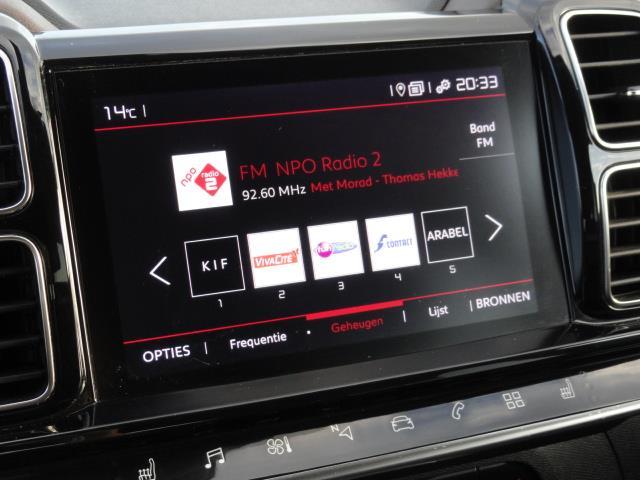 14°C
20:33
Band
FM
npo radio 2
FM NPO Radio 2
92.60 MHz Met Morad - Thomas Hekke
KIF
VIVACITÉ
CONTACT
ARABEL
1 2 3 4 5
OPTIES
Frequentie
Geheugen
Lijst
BRONNEN
N